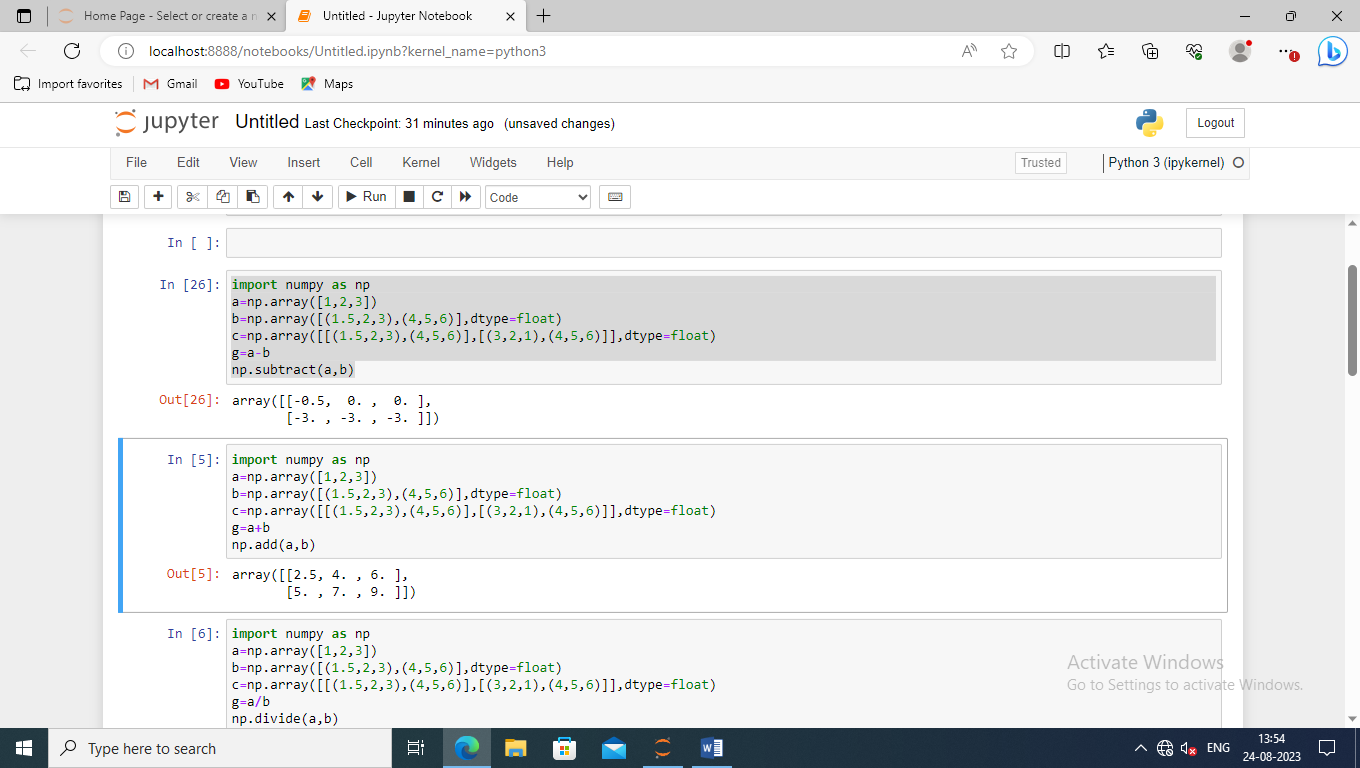 Home Page - Select or create a n
Untitled - Jupyter Notebook
localhost:8888/notebooks/Untitled.ipynb?kernel_name=python3
Import favorites Gmail YouTube Maps
jupyter Untitled Last Checkpoint: 31 minutes ago (unsaved changes)
Logout
File Edit View Insert Cell Kernel Widgets Help
Trusted
Python 3 (ipykernel)
Run
Code
In [ ]:
In [26]:
import numpy as np
a=np.array([1,2,3])
b=np.array([(1.5,2,3),(4,5,6)],dtype=float)
c=np.array([[(1.5,2,3),(4,5,6)],[(3,2,1),(4,5,6)]],dtype=float)
g=a-b
np.subtract(a,b)
Out[26]: array([[-0.5,  0. ,  0. ],
       [-3. , -3. , -3. ]])
In [5]:
import numpy as np
a=np.array([1,2,3])
b=np.array([(1.5,2,3),(4,5,6)],dtype=float)
c=np.array([[(1.5,2,3),(4,5,6)],[(3,2,1),(4,5,6)]],dtype=float)
g=a+b
np.add(a,b)
Out[5]: array([[2.5, 4. , 6. ],
       [5. , 7. , 9. ]])
In [6]:
import numpy as np
a=np.array([1,2,3])
b=np.array([(1.5,2,3),(4,5,6)],dtype=float)
c=np.array([[(1.5,2,3),(4,5,6)],[(3,2,1),(4,5,6)]],dtype=float)
g=a/b
np.divide(a,b)
Activate Windows
Go to Settings to activate Windows.
Type here to search
ENG
13:54
24-08-2023